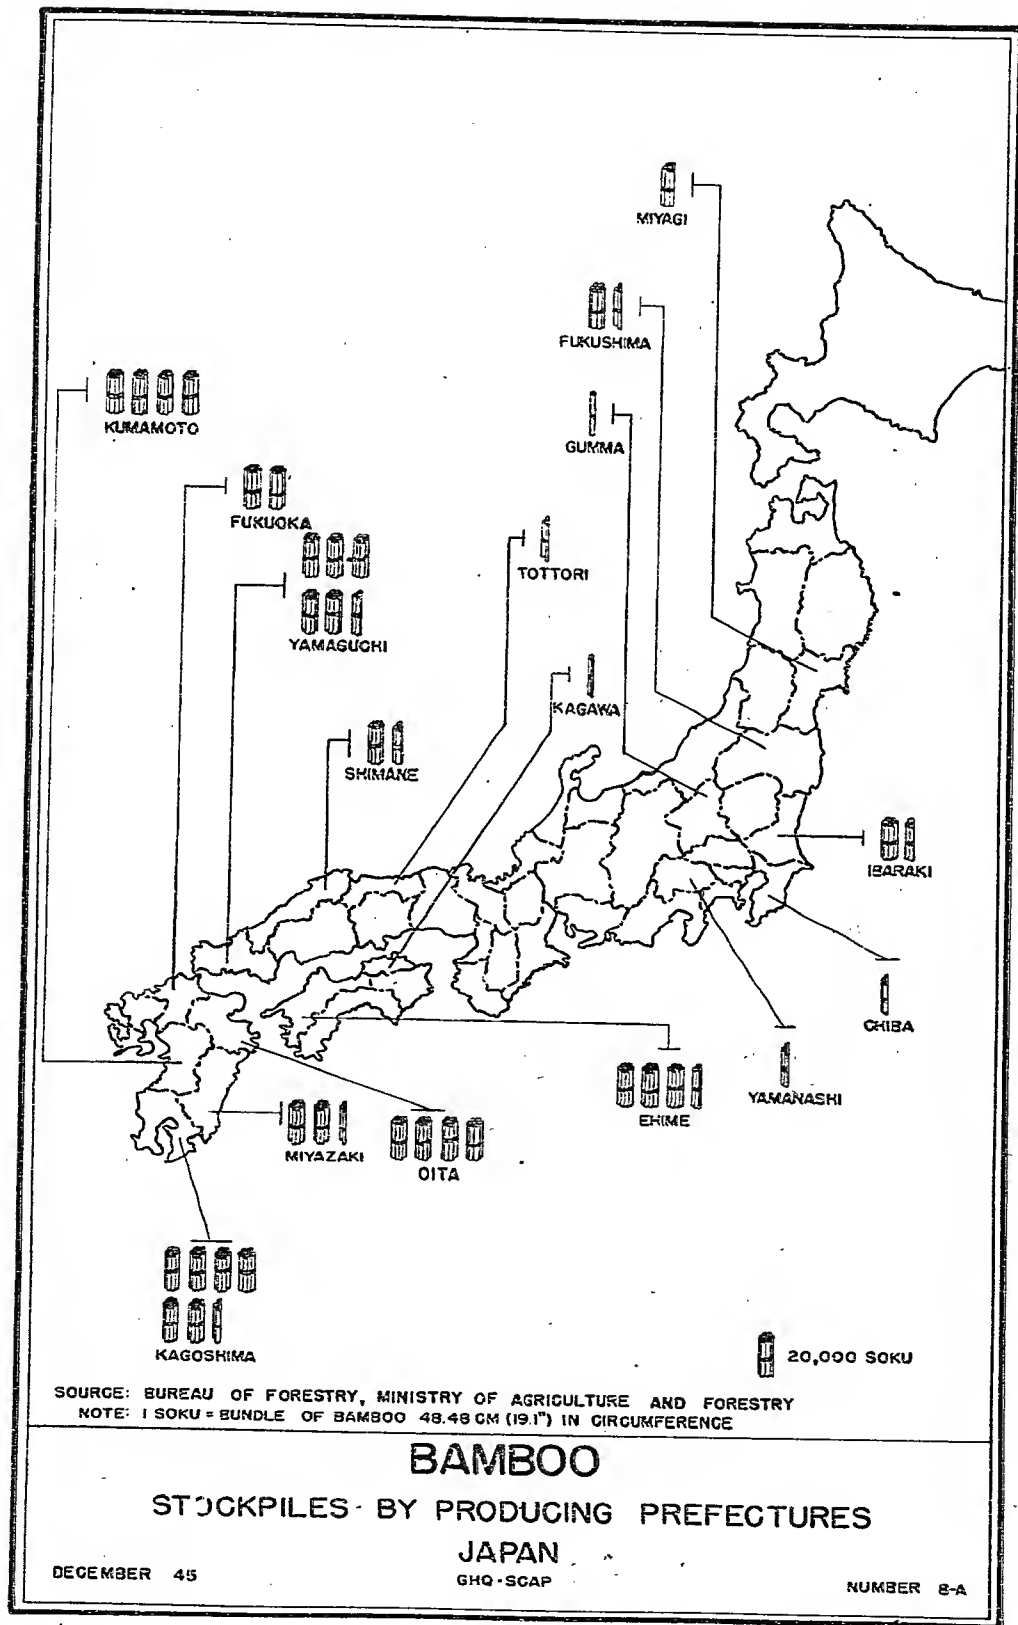 MIYAGI
FUKUSHIMA
KUMAMOTO
GUMMA
FUKUOKA
TOTTORI
YAMAGUCHI
KAGAWA
SHIMANE
IBARAKI
CHIBA
YAMANASHI
EHIME
MIYAZAKI
OITA
KAGOSHIMA
20,000 SOKU
SOURCE: BUREAU OF FORESTRY, MINISTRY OF AGRICULTURE AND FORESTRY
NOTE: 1 SOKU = BUNDLE OF BAMBOO 48.48 CM (19.1") IN CIRCUMFERENCE
BAMBOO
STOCKPILES BY PRODUCING PREFECTURES
JAPAN
GHQ-SCAP
DECEMBER 45
NUMBER 8-A